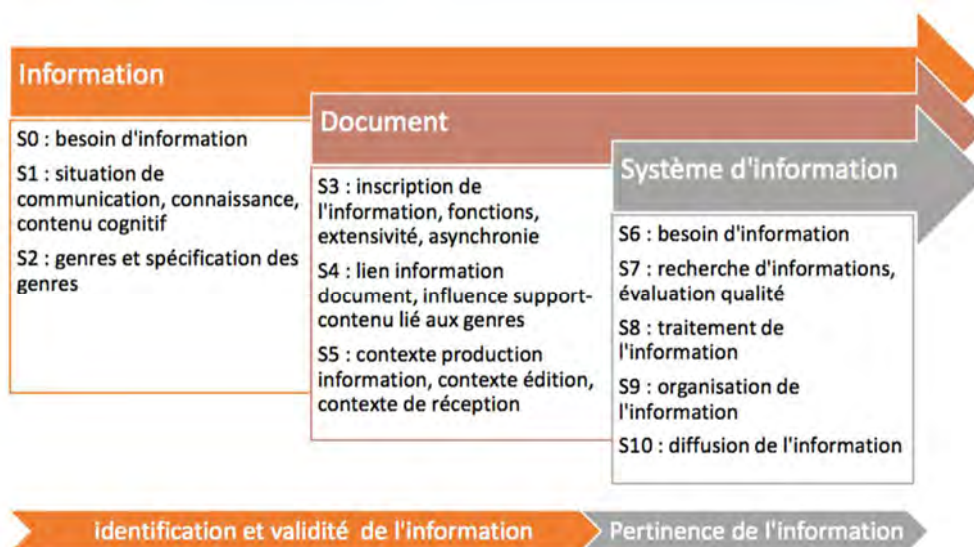 Information
S0 : besoin d'information
S1 : situation de
communication, connaissance,
contenu cognitif
S2 : genres et spécification des
genres
Document
S3 : inscription de
l'information, fonctions,
extensivité, asynchronie
S4 : lien information
document, influence support-
contenu lié aux genres
S5 : contexte production
information, contexte édition,
contexte de réception
Système d'information
S6 : besoin d'information
S7 : recherche d'informations,
évaluation qualité
S8 : traitement de
l'information
S9 : organisation de
l'information
S10 : diffusion de l'information
identification et validité de l'information
Pertinence de l'information